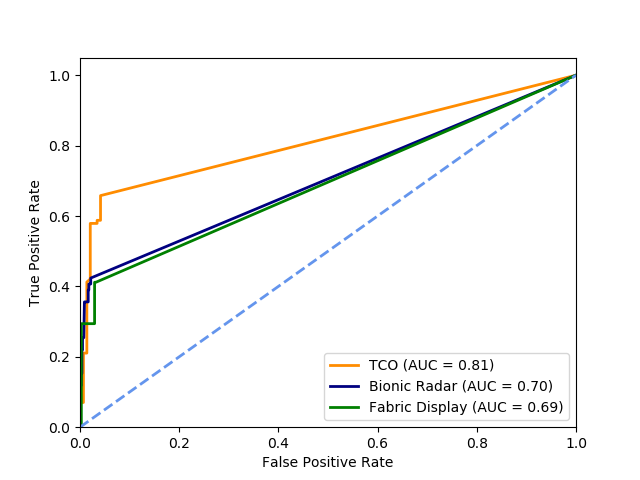 1.0
0.8
0.6
0.4
0.2
0.0
True Positive Rate
TCO (AUC = 0.81)
Bionic Radar (AUC = 0.70)
Fabric Display (AUC = 0.69)
0.0 0.2 0.4 0.6 0.8 1.0
False Positive Rate